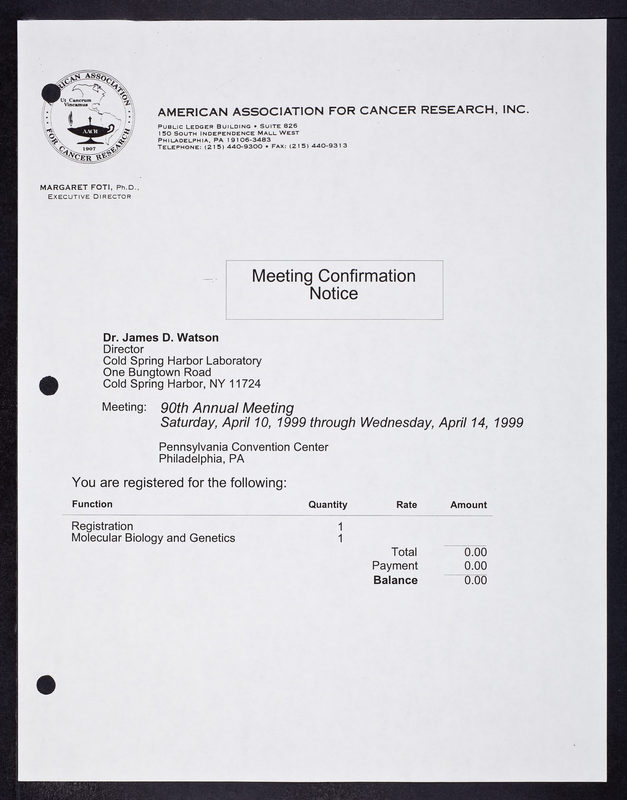 AMERICAN ASSOCIATION
FOR CANCER RESEARCH
Ut Cancrum
Vincamus
1907
AMERICAN ASSOCIATION FOR CANCER RESEARCH, INC.
PUBLIC LEDGER BUILDING • SUITE 826
150 SOUTH INDEPENDENCE MALL WEST
PHILADELPHIA, PA 19106-3483
TELEPHONE: (215) 440-9300 • FAX: (215) 440-9313
MARGARET FOTI, Ph.D.,
EXECUTIVE DIRECTOR
Meeting Confirmation
Notice
Dr. James D. Watson
Director
Cold Spring Harbor Laboratory
One Bungtown Road
Cold Spring Harbor, NY 11724
Meeting: 90th Annual Meeting
Saturday, April 10, 1999 through Wednesday, April 14, 1999
Pennsylvania Convention Center
Philadelphia, PA
You are registered for the following:
Function Quantity Rate Amount
Registration 1
Molecular Biology and Genetics 1
Total 0.00
Payment 0.00
Balance 0.00